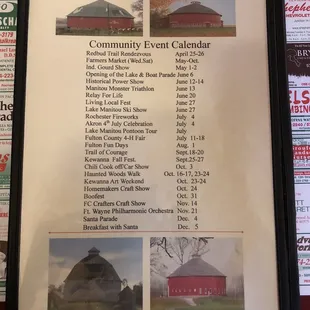 Community Event Calendar
Redbud Trail Rendezvous April 25-26
Farmers Market (Wed,Sat) May-Oct.
Ind. Gourd Show May 1-2
Opening of the Lake & Boat Parade June 6
Historical Power Show June 12-14
Manitou Monster Triathlon June 13
Relay For Life June 20
Living Local Fest June 27
Lake Manitou Ski Show June 27
Rochester Fireworks July 4
Akron 4th July Celebration July 4
Lake Manitou Pontoon Tour July
Fulton County 4-H Fair July 11-18
Fulton Fun Days Aug. 1
Trail of Courage Sept.
Kewanna Fall Fest. Sept.25-27
Chili Cook off/Car Show Oct. 3
Haunted Woods Walk Oct. 16-17, 23-24
Kewanna Art Weekend Oct. 23-24
Homemakers Craft Show Oct. 24
Boofest Oct. 31
FC Crafters Craft Show Nov. 14
Ft. Wayne Philharmonic Orchestra Nov. 21
Santa Parade Dec. 4
Breakfast with Santa Dec. 5